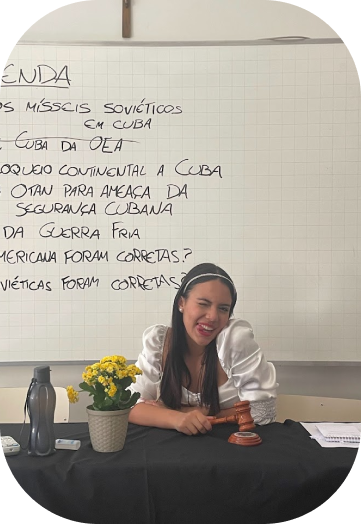 ENDA
OS MÍSSEIS SOVIÉTICOS
EM CUBA
CUBA DA OEA
OQUEIO CONTINENTAL A CUBA
OTAN PARA AMEAÇA DA
SEGURANÇA CUBANA
DA GUERRA FRIA
MERICANA FORAM CORRETAS?
VIÉTICAS FORAM CORRETAS?